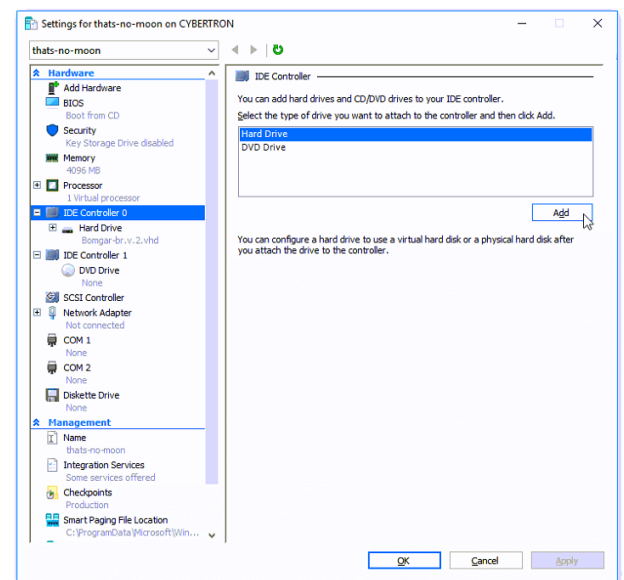 Settings for thats-no-moon on CYBERTRON
thats-no-moon
Hardware
Add Hardware
BIOS
Boot from CD
Security
Key Storage Drive disabled
Memory
4096 MB
Processor
1 Virtual processor
IDE Controller 0
Hard Drive
Bomgar-br.v.2.vhd
IDE Controller 1
DVD Drive
None
SCSI Controller
Network Adapter
Not connected
COM 1
None
COM 2
None
Diskette Drive
None
Management
Name
thats-no-moon
Integration Services
Some services offered
Checkpoints
Production
Smart Paging File Location
C:\ProgramData\Microsoft\Win...
IDE Controller
You can add hard drives and CD/DVD drives to your IDE controller.
Select the type of drive you want to attach to the controller and then click Add.
Hard Drive
DVD Drive
Add
You can configure a hard drive to use a virtual hard disk or a physical hard disk after
you attach the drive to the controller.
OK
Cancel
Apply